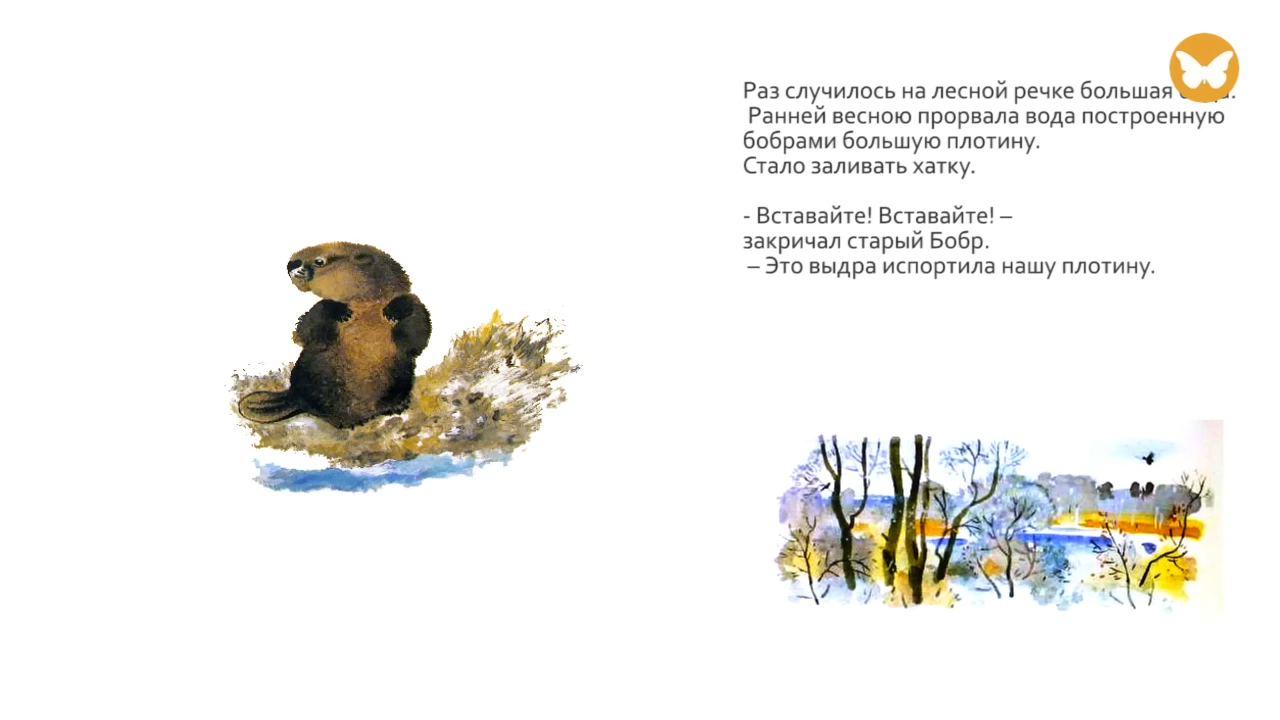 Раз случилось на лесной речке большая
Ранней весною прорвала вода построенную
бобрами большую плотину.
Стало заливать хатку.
- Вставайте! Вставайте! –
закричал старый Бобр.
– Это выдра испортила нашу плотину.